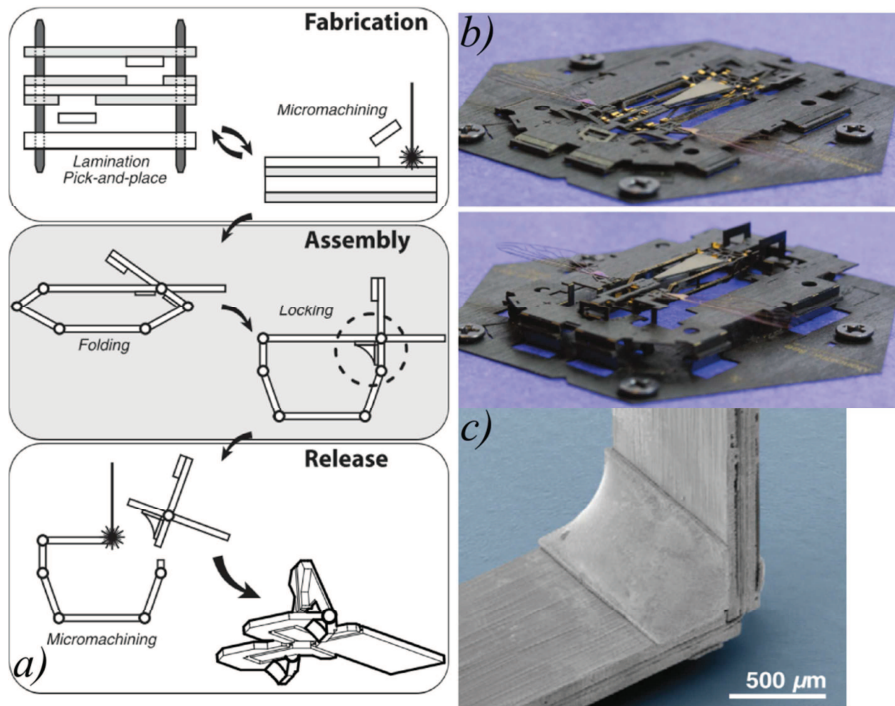 Fabrication
Lamination
Pick-and-place
Micromachining
Assembly
Folding
Locking
Release
Micromachining
a)
b)
c)
500 µm